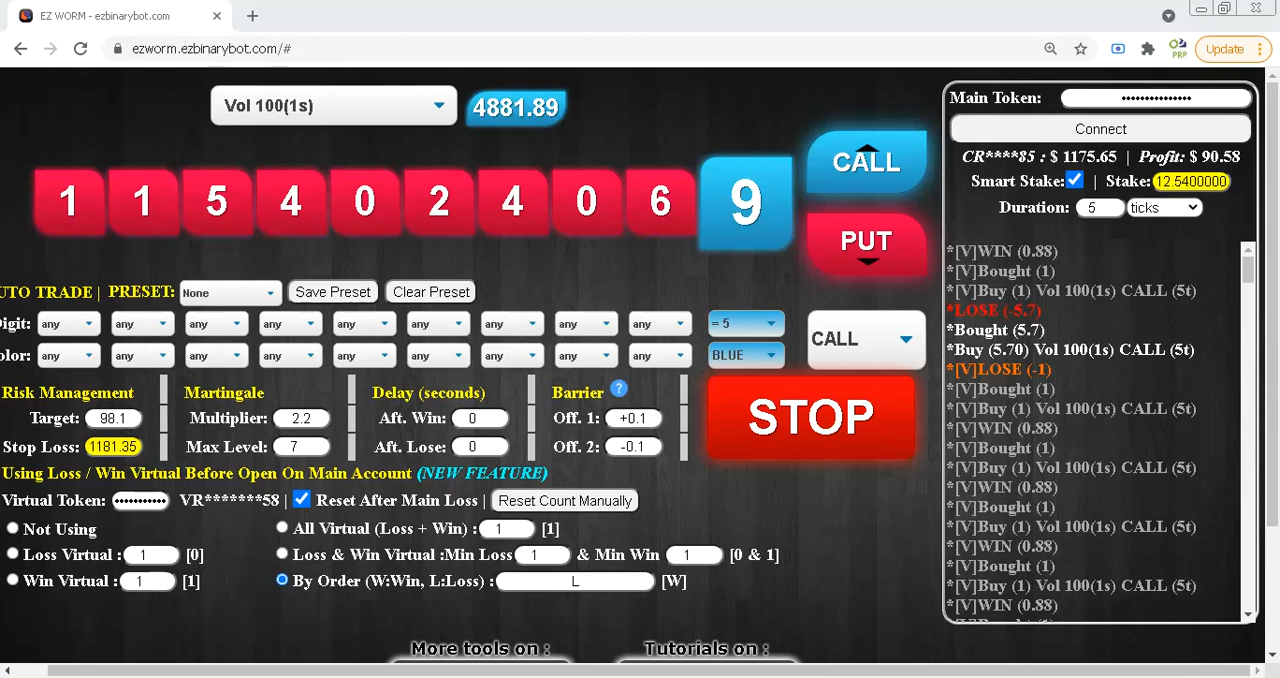 EZ WORM - ezbinarybot.com
ezworm.ezbinarybot.com/#
PRP
Update
Vol 100(1s)
4881.89
1 1 5 4 0 2 4 0 6 9
CALL
PUT
UTO TRADE | PRESET: None Save Preset Clear Preset
Digit: any any any any any any any any any = 5
olor: any any any any any any any any any BLUE
CALL
STOP
Risk Management Martingale Delay (seconds) Barrier ?
Target: 98.1 Multiplier: 2.2 Aft. Win: 0 Off. 1: +0.1
Stop Loss: 1181.35 Max Level: 7 Aft. Lose: 0 Off. 2: -0.1
Using Loss / Win Virtual Before Open On Main Account (NEW FEATURE)
Virtual Token: ••••••••••• VR*******58 | Reset After Main Loss | Reset Count Manually
Not Using All Virtual (Loss + Win) : 1 [1]
Loss Virtual : 1 [0] Loss & Win Virtual :Min Loss 1 & Min Win 1 [0 & 1]
Win Virtual : 1 [1] By Order (W:Win, L:Loss) : L [W]
More tools on : Tutorials on :
Main Token: •••••••••••••••
Connect
CR****85 : $ 1175.65 | Profit: $ 90.58
Smart Stake: | Stake: 12.5400000
Duration: 5 ticks
*[V]WIN (0.88)
*[V]Bought (1)
*[V]Buy (1) Vol 100(1s) CALL (5t)
*LOSE (-5.7)
*Bought (5.7)
*Buy (5.70) Vol 100(1s) CALL (5t)
*[V]LOSE (-1)
*[V]Bought (1)
*[V]Buy (1) Vol 100(1s) CALL (5t)
*[V]WIN (0.88)
*[V]Bought (1)
*[V]Buy (1) Vol 100(1s) CALL (5t)
*[V]WIN (0.88)
*[V]Bought (1)
*[V]Buy (1) Vol 100(1s) CALL (5t)
*[V]WIN (0.88)
*[V]Bought (1)
*[V]Buy (1) Vol 100(1s) CALL (5t)
*[V]WIN (0.88)
*[V]Bought (1)